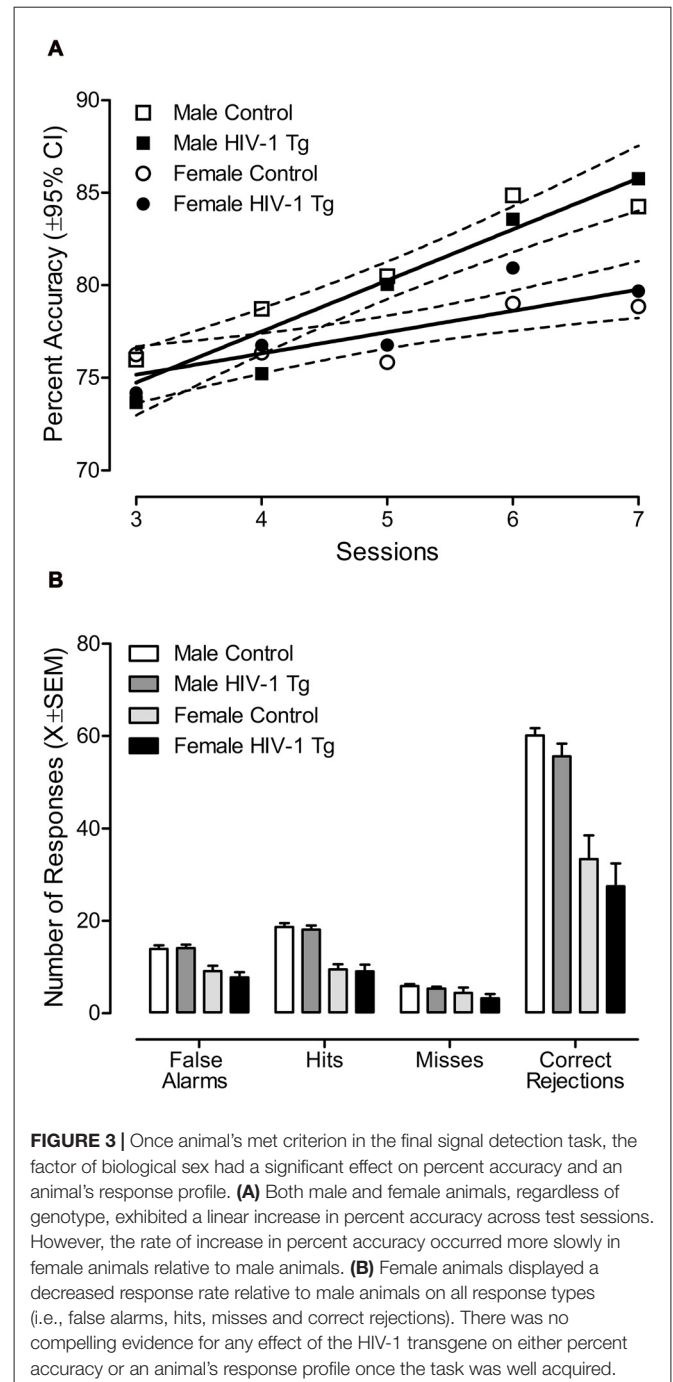 A
90
85
80
75
70
Percent Accuracy (±95% CI)
Male Control
Male HIV-1 Tg
Female Control
Female HIV-1 Tg
3 4 5 6 7
Sessions
B
80
60
40
20
0
Number of Responses (X±SEM)
Male Control
Male HIV-1 Tg
Female Control
Female HIV-1 Tg
False Alarms
Hits
Misses
Correct Rejections
FIGURE 3 | Once animal's met criterion in the final signal detection task, the
factor of biological sex had a significant effect on percent accuracy and an
animal's response profile. (A) Both male and female animals, regardless of
genotype, exhibited a linear increase in percent accuracy across test sessions.
However, the rate of increase in percent accuracy occurred more slowly in
female animals relative to male animals. (B) Female animals displayed a
decreased response rate relative to male animals on all response types
(i.e., false alarms, hits, misses and correct rejections). There was no
compelling evidence for any effect of the HIV-1 transgene on either percent
accuracy or an animal's response profile once the task was well acquired.